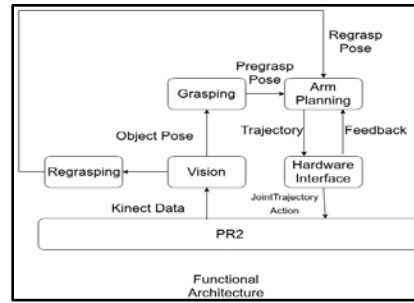 Regrasp
Pose
Pregrasp
Pose
Grasping
Arm
Planning
Object Pose
Trajectory
Feedback
Regrasping
Vision
Hardware
Interface
Kinect Data
JointTrajectory
Action
PR2
Functional
Architecture